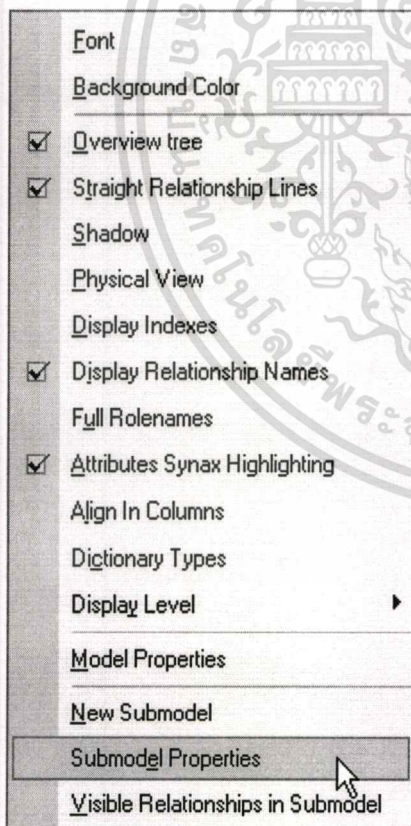 Font
Background Color
Overview tree
Straight Relationship Lines
Shadow
Physical View
Display Indexes
Display Relationship Names
Full Rolenames
Attributes Synax Highlighting
Align In Columns
Dictionary Types
Display Level
Model Properties
New Submodel
Submodel Properties
Visible Relationships in Submodel